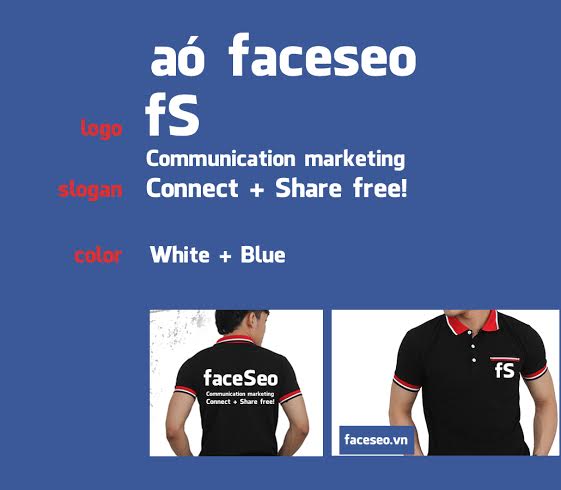 aó faceseo
logo fS
Communication marketing
slogan Connect + Share free!
color White + Blue
faceSeo
Communication marketing
Connect + Share free!
fS
faceseo.vn